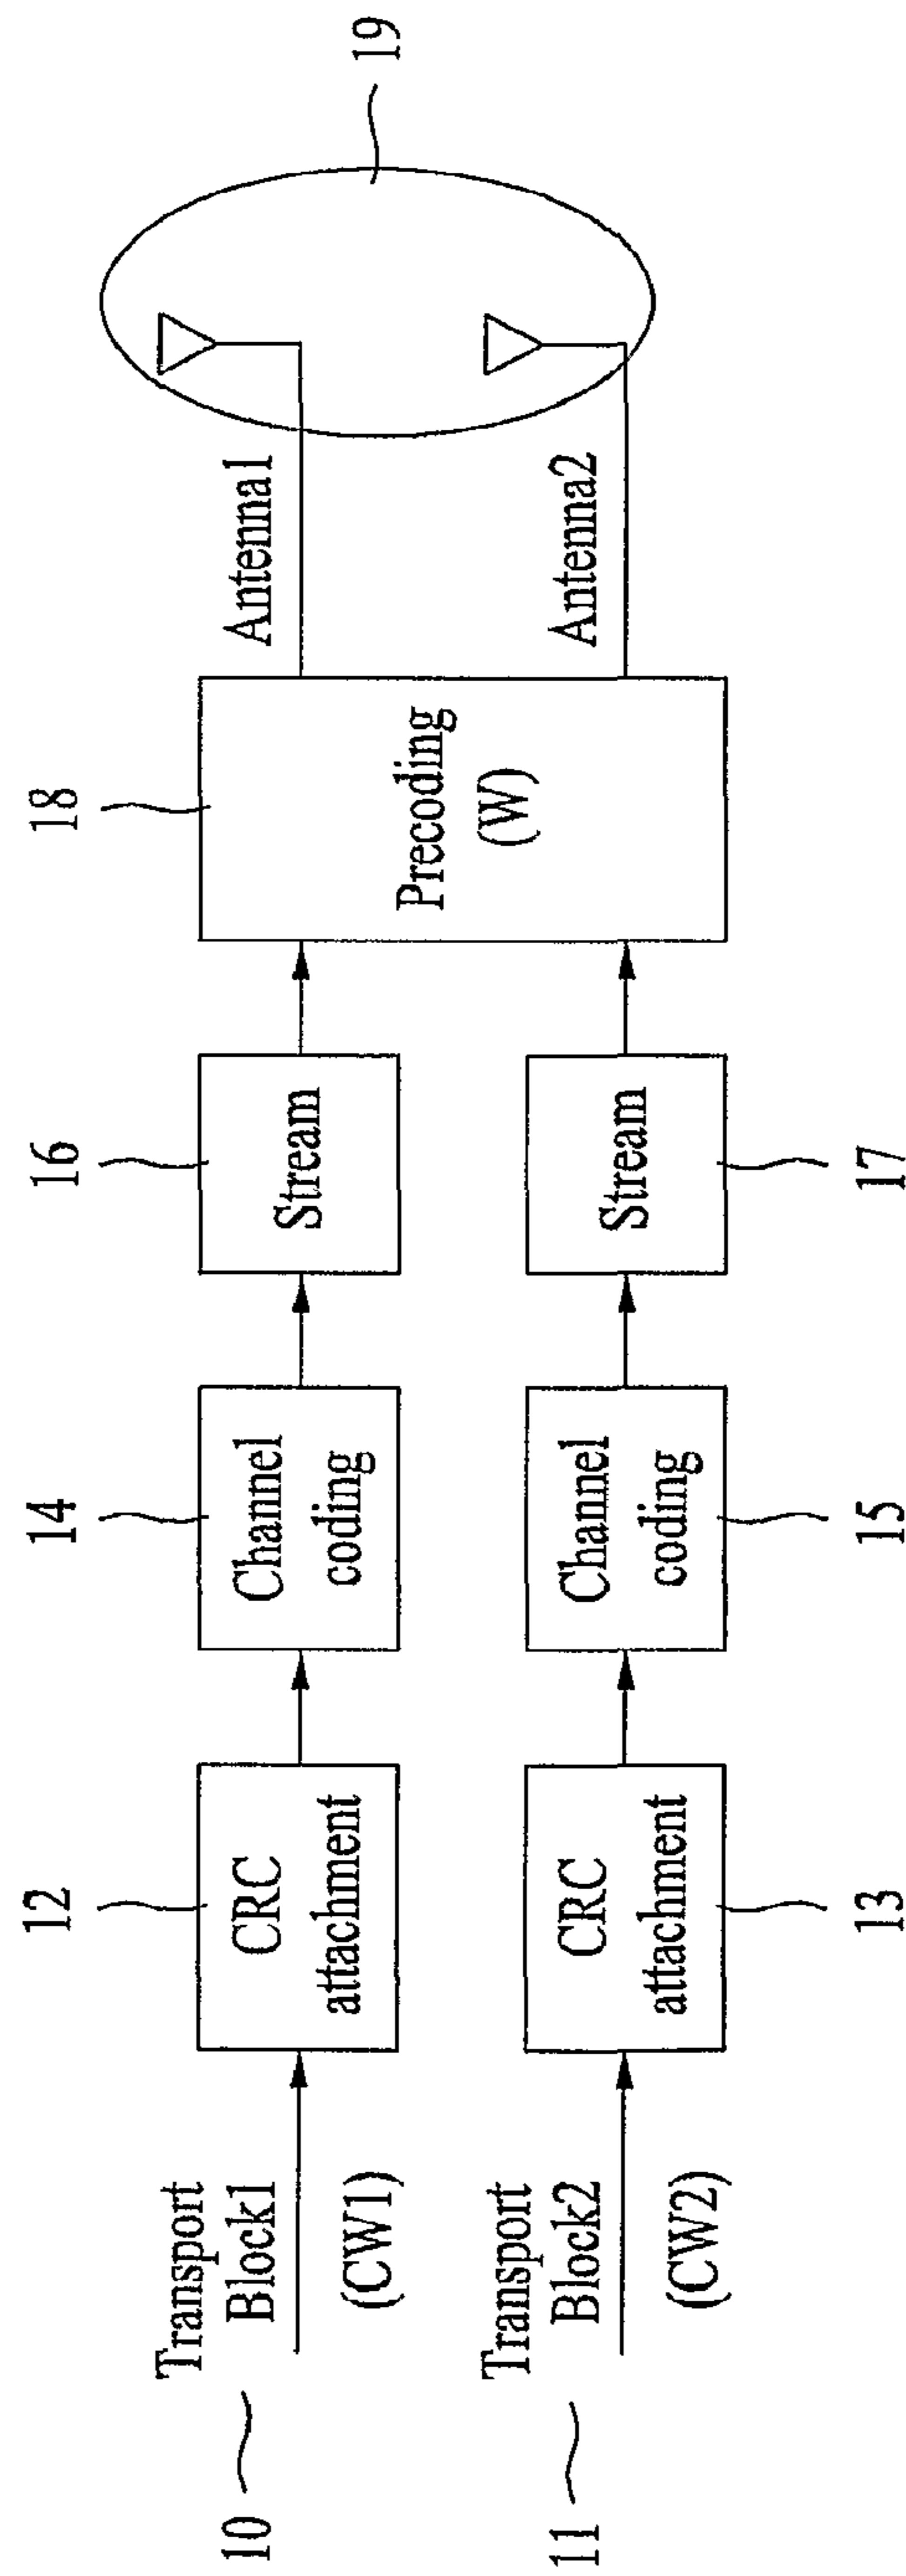 10
Transport
Block1
(CW1)
12
CRC
attachment
14
Channel
coding
16
Stream
18
Precoding
(W)
Antenna1
19
11
Transport
Block2
(CW2)
CRC
attachment
13
Channel
coding
15
Stream
17
Antenna2